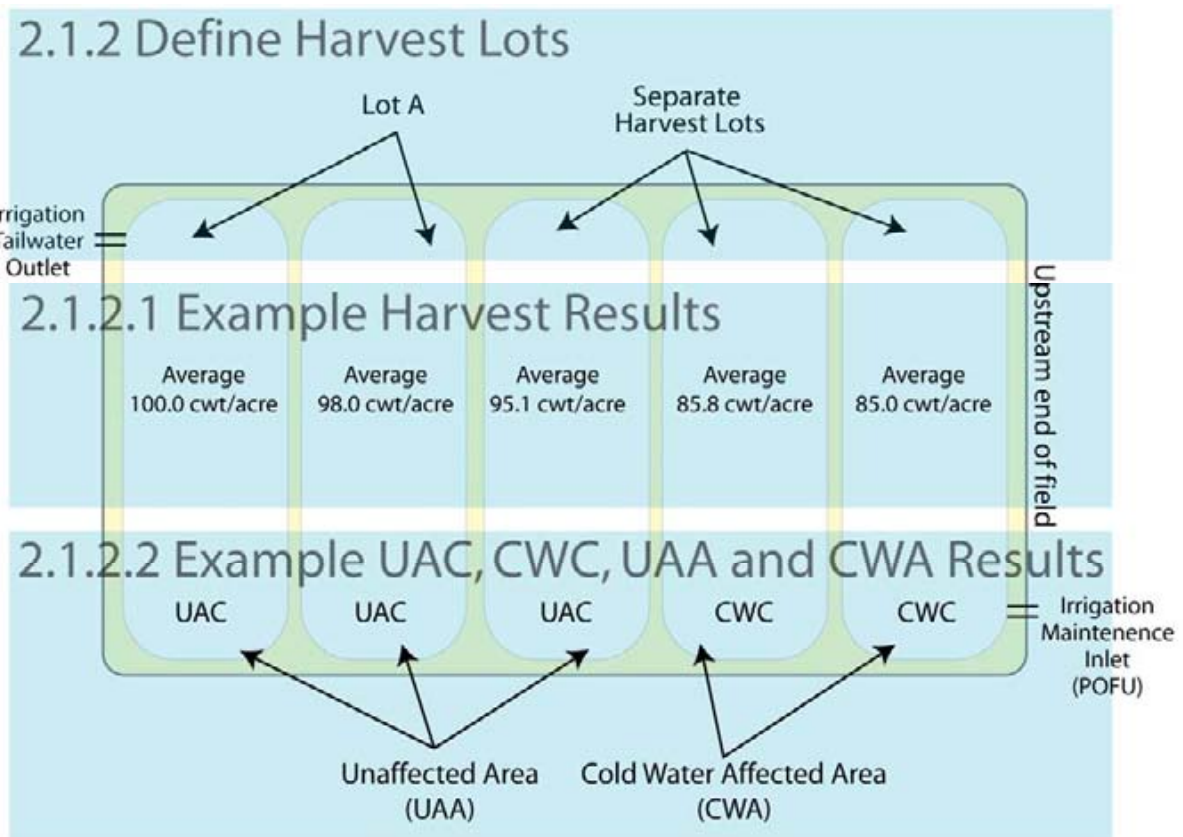 2.1.2 Define Harvest Lots
Lot A
Separate
Harvest Lots
rrigation
Tailwater
Outlet
Upstream end of field
2.1.2.1 Example Harvest Results
Average
100.0 cwt/acre
Average
98.0 cwt/acre
Average
95.1 cwt/acre
Average
85.8 cwt/acre
Average
85.0 cwt/acre
2.1.2.2 Example UAC, CWC, UAA and CWA Results
UAC
UAC
UAC
CWC
CWC
Irrigation
Maintenence
Inlet
(POFU)
Unaffected Area
(UAA)
Cold Water Affected Area
(CWA)